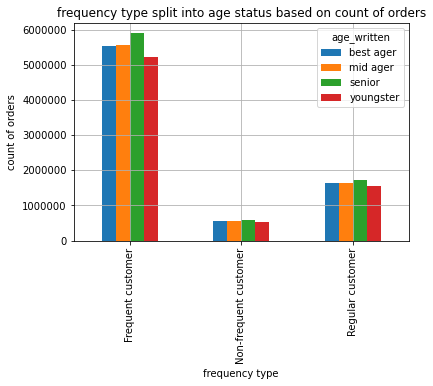 frequency type split into age status based on count of orders
age_written
best ager
mid ager
senior
youngster
count of orders
6000000
5000000
4000000
3000000
2000000
1000000
0
Frequent customer
Non-frequent customer
Regular customer
frequency type